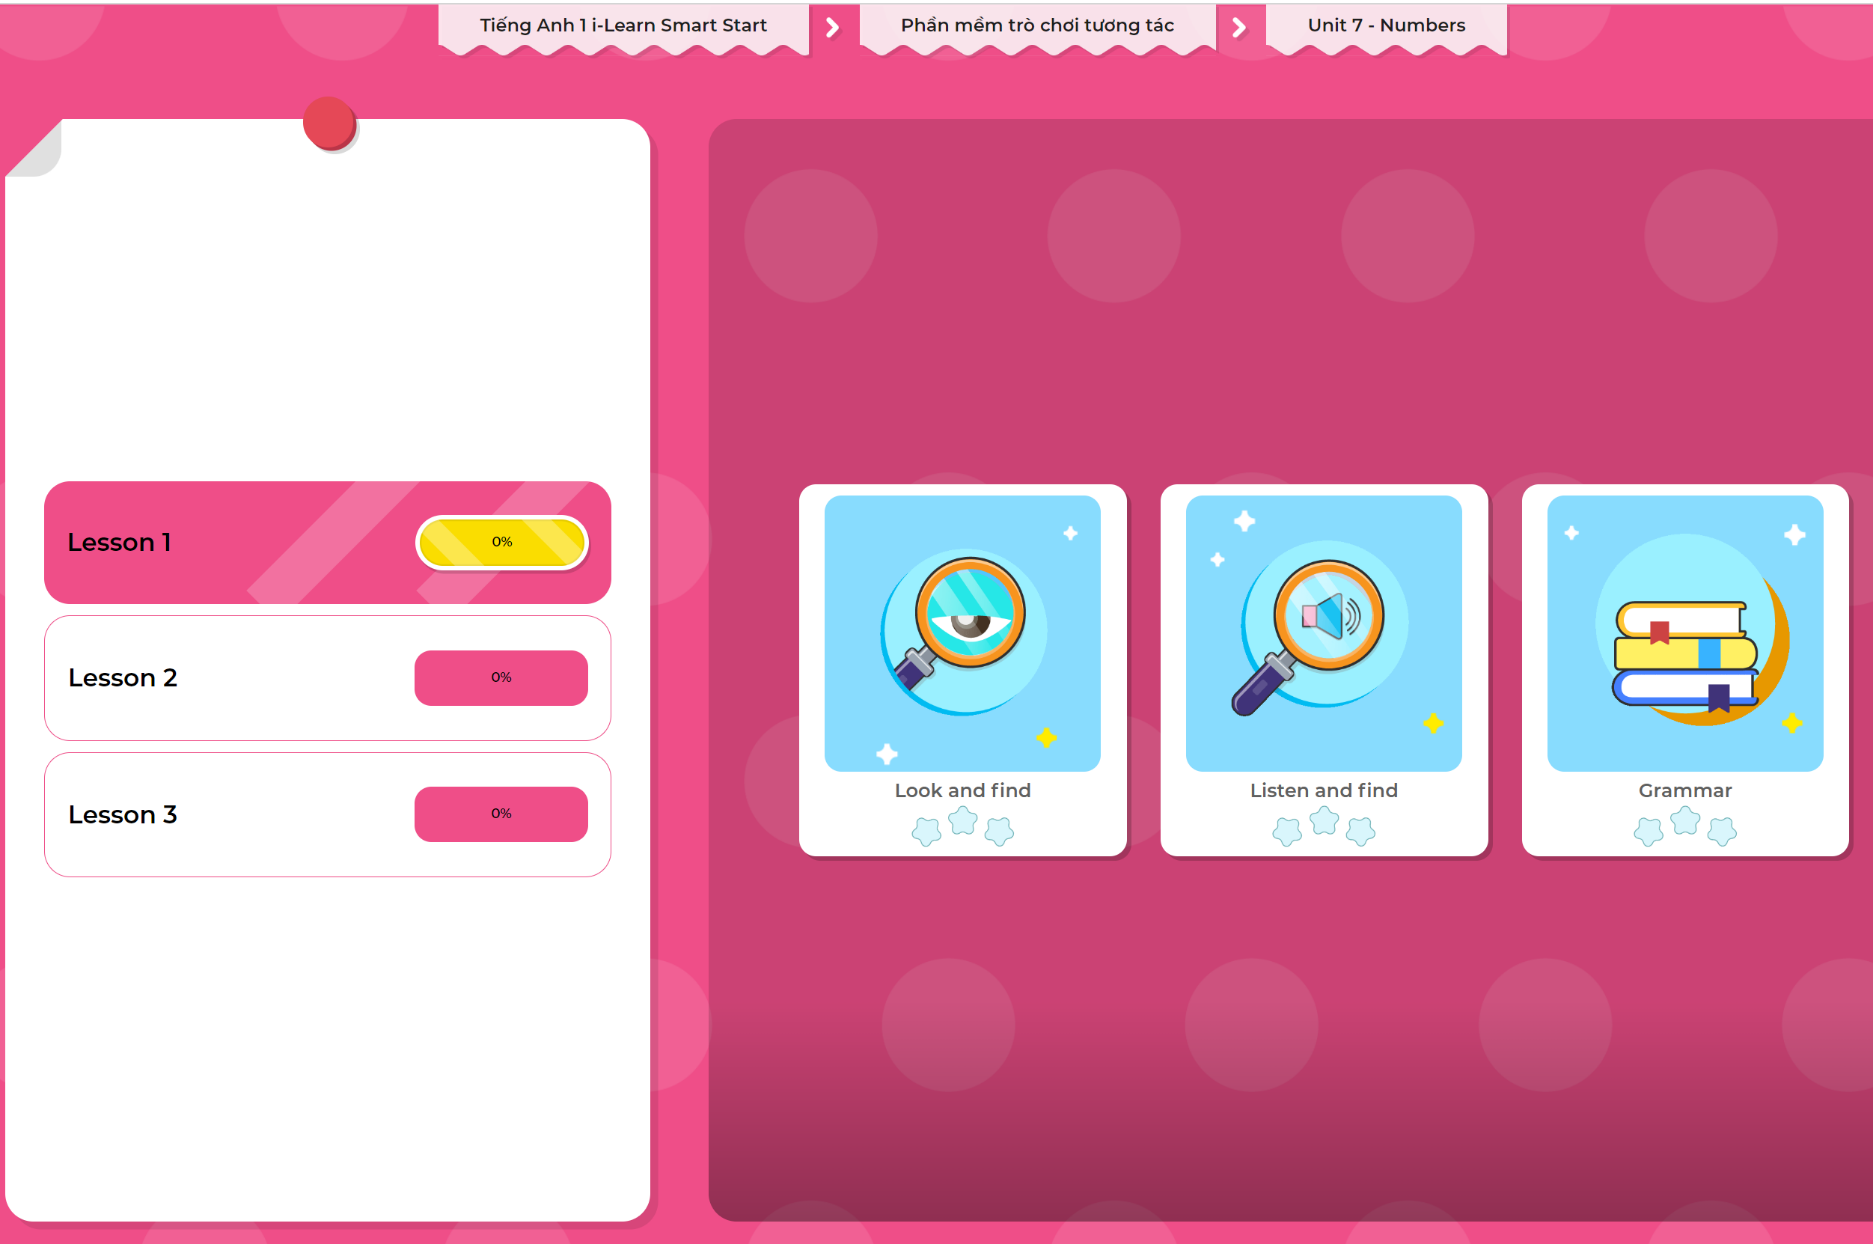 Tiếng Anh 1 i-Learn Smart Start
Phần mềm trò chơi tương tác
Unit 7 - Numbers
Lesson 1
0%
Lesson 2
0%
Lesson 3
0%
Look and find
Listen and find
Grammar